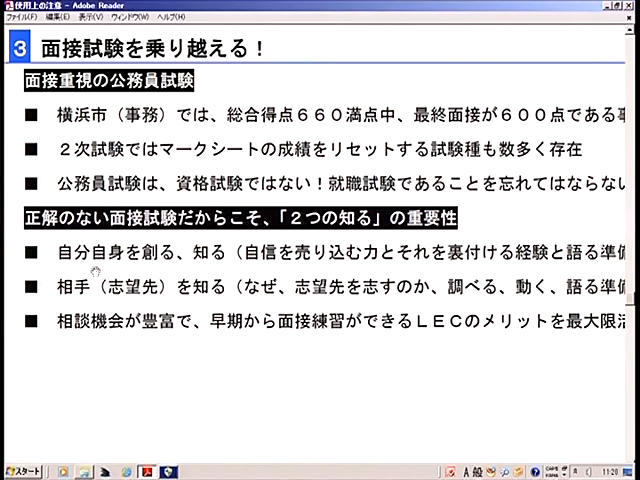 使用上の注意 - Adobe Reader
ファイル(F) 編集(E) 表示(V) ウィンドウ(W) ヘルプ(H)
3 面接試験を乗り越える！
面接重視の公務員試験
■ 横浜市（事務）では、総合得点６６０満点中、最終面接が６００点である事
■ ２次試験ではマークシートの成績をリセットする試験種も数多く存在
■ 公務員試験は、資格試験ではない！就職試験であることを忘れてはならない
正解のない面接試験だからこそ、「２つの知る」の重要性
■ 自分自身を創る、知る（自信を売り込む力とそれを裏付ける経験と語る準備
■ 相手（志望先）を知る（なぜ、志望先を志すのか、調べる、動く、語る準備
■ 相談機会が豊富で、早期から面接練習ができるＬＥＣのメリットを最大限活
スタート
A 般
CAPS
KANA
11:20